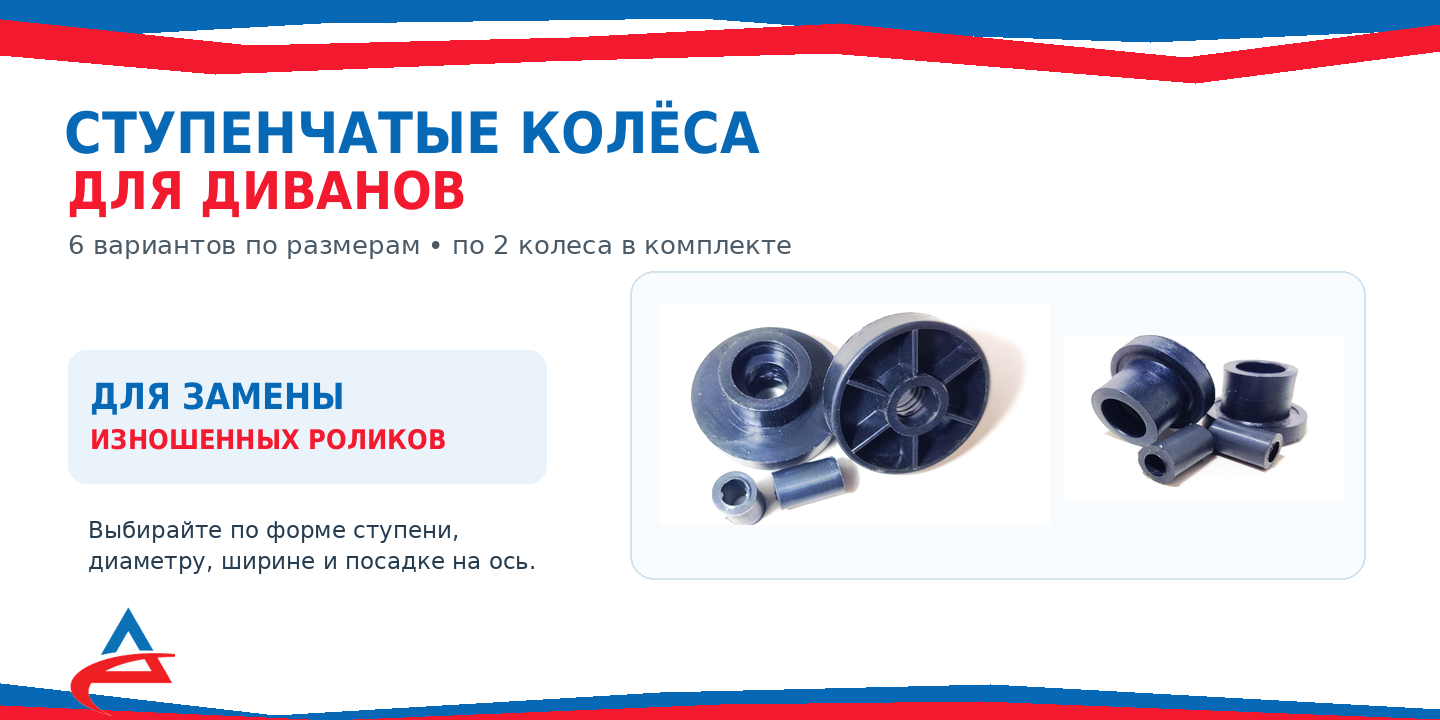 СТУПЕНЧАТЫЕ КОЛЁСА
ДЛЯ ДИВАНОВ
6 вариантов по размерам • по 2 колеса в комплекте
ДЛЯ ЗАМЕНЫ
ИЗНОШЕННЫХ РОЛИКОВ
Выбирайте по форме ступени,
диаметру, ширине и посадке на ось.